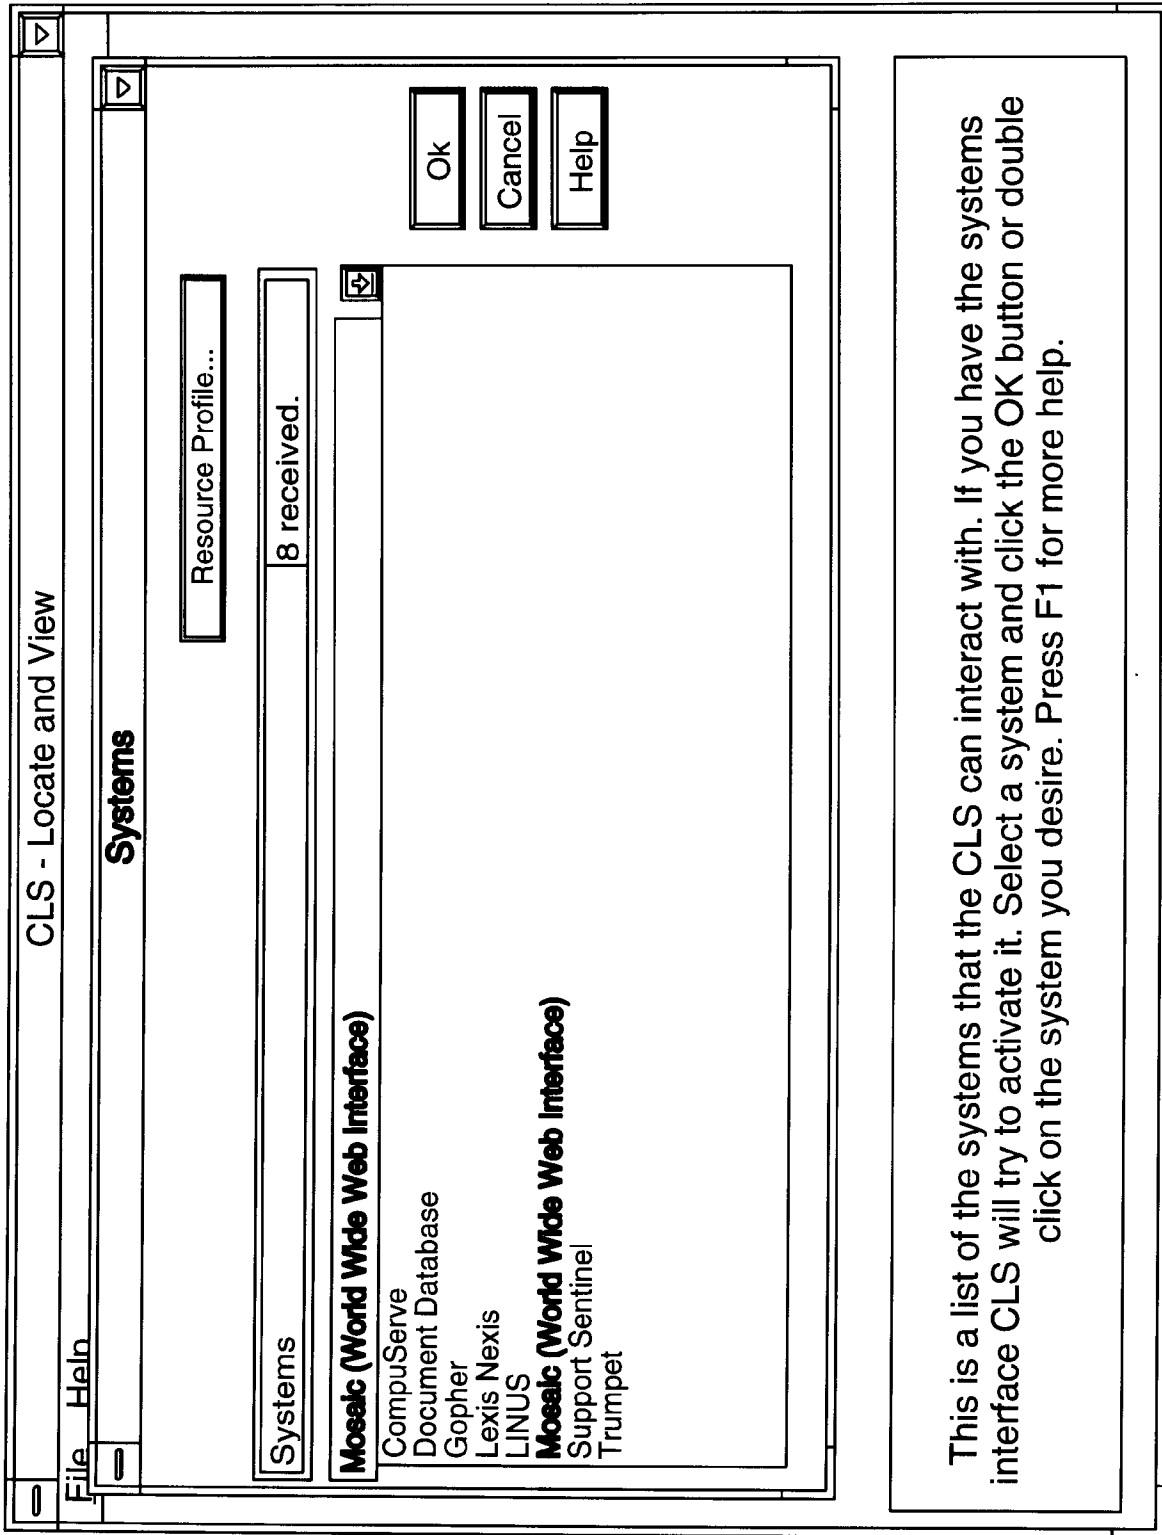 CLS - Locate and View
File Help
Systems
Resource Profile...
Systems
8 received.
Mosaic (World Wide Web Interface)
CompuServe
Document Database
Gopher
Lexis Nexis
LINUS
Mosaic (World Wide Web Interface)
Support Sentinel
Trumpet
Ok
Cancel
Help
This is a list of the systems that the CLS can interact with. If you have the systems
interface CLS will try to activate it. Select a system and click the OK button or double
click on the system you desire. Press F1 for more help.